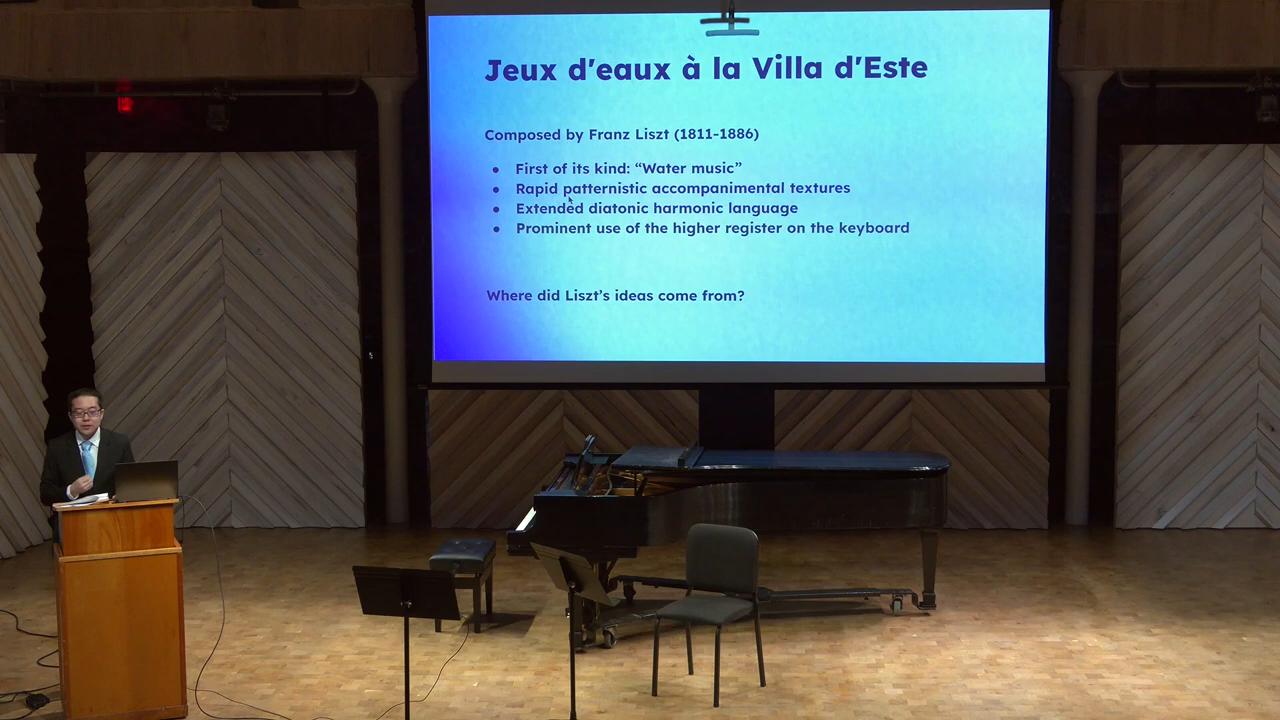 Jeux d'eaux à la Villa d'Este
Composed by Franz Liszt (1811-1886)
● First of its kind: “Water music”
● Rapid patternistic accompanimental textures
● Extended diatonic harmonic language
● Prominent use of the higher register on the keyboard
Where did Liszt’s ideas come from?